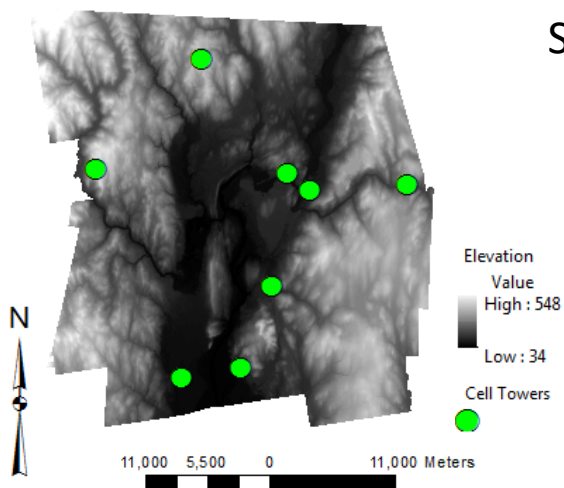 S
Elevation
Value
High : 548
Low : 34
N
Cell Towers
11,000 5,500 0 11,000 Meters